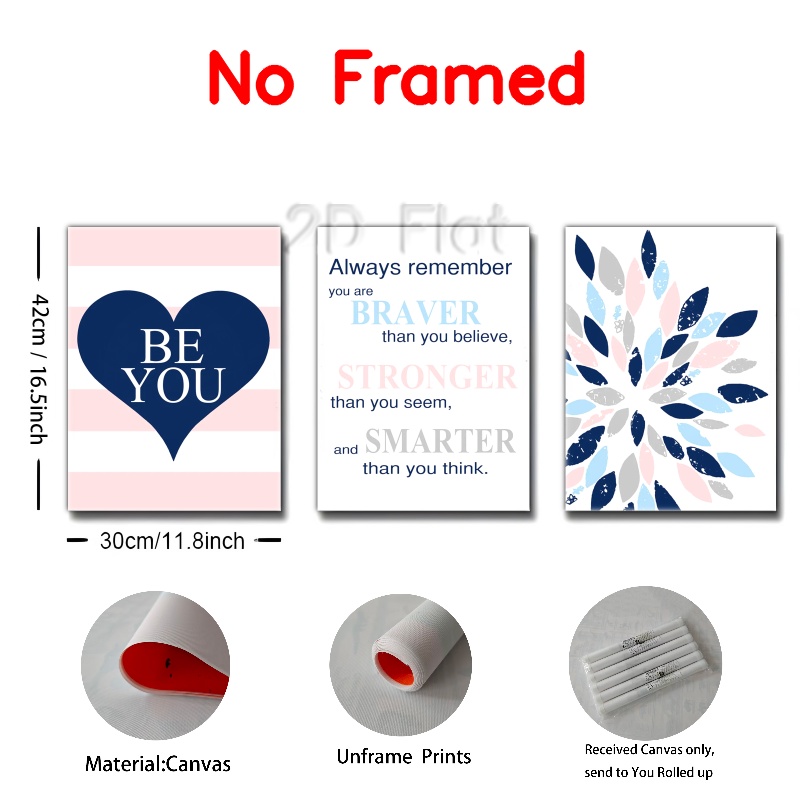 No Framed
2D Flat
42cm / 16.5inch
BE
YOU
Always remember
you are
BRAVER
than you believe,
STRONGER
than you seem,
and SMARTER
than you think.
30cm/11.8inch
Material:Canvas
Unframe Prints
Received Canvas only,
send to You Rolled up